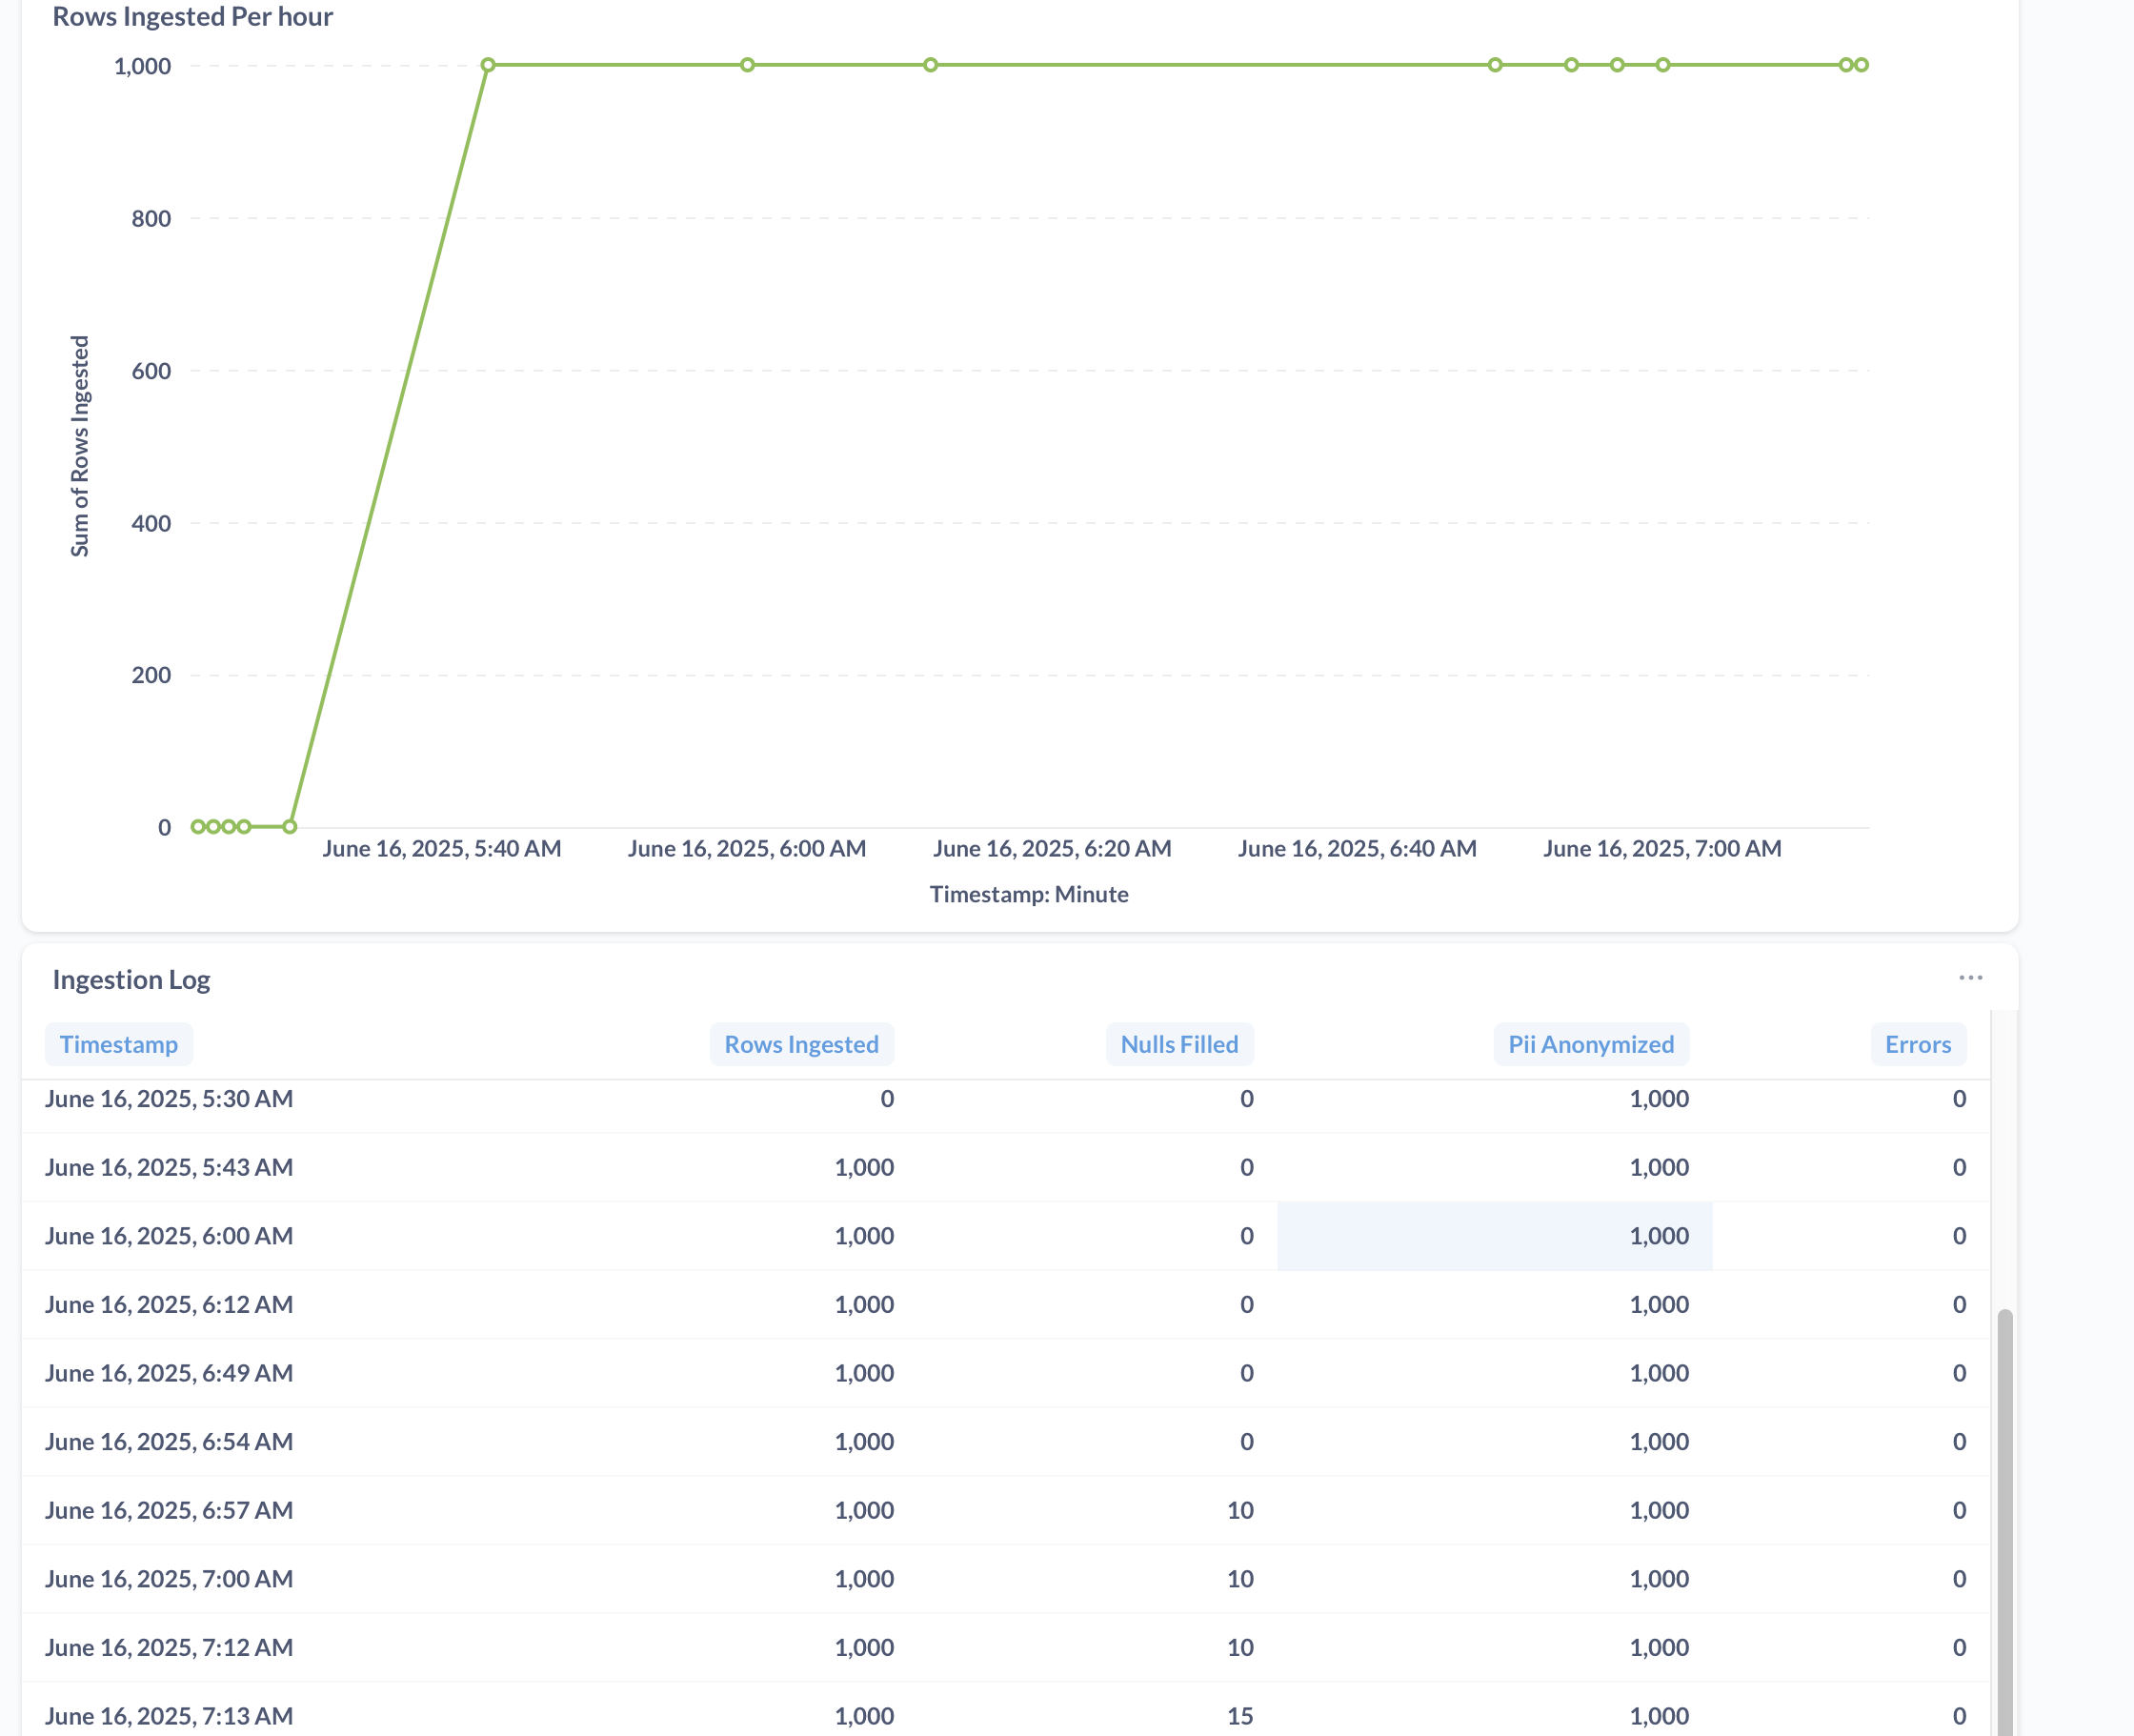 Rows Ingested Per hour
1,000
800
600
400
200
0
Sum of Rows Ingested
June 16, 2025, 5:40 AM June 16, 2025, 6:00 AM June 16, 2025, 6:20 AM June 16, 2025, 6:40 AM June 16, 2025, 7:00 AM
Timestamp: Minute
Ingestion Log
Timestamp Rows Ingested Nulls Filled Pii Anonymized Errors
June 16, 2025, 5:30 AM 0 0 1,000 0
June 16, 2025, 5:43 AM 1,000 0 1,000 0
June 16, 2025, 6:00 AM 1,000 0 1,000 0
June 16, 2025, 6:12 AM 1,000 0 1,000 0
June 16, 2025, 6:49 AM 1,000 0 1,000 0
June 16, 2025, 6:54 AM 1,000 0 1,000 0
June 16, 2025, 6:57 AM 1,000 10 1,000 0
June 16, 2025, 7:00 AM 1,000 10 1,000 0
June 16, 2025, 7:12 AM 1,000 10 1,000 0
June 16, 2025, 7:13 AM 1,000 15 1,000 0